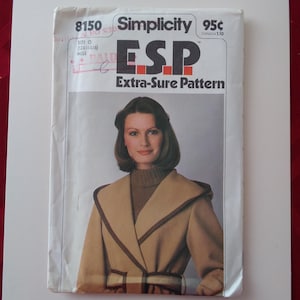 8150 Simplicity 95¢
E.S.P.
Extra-Sure Pattern